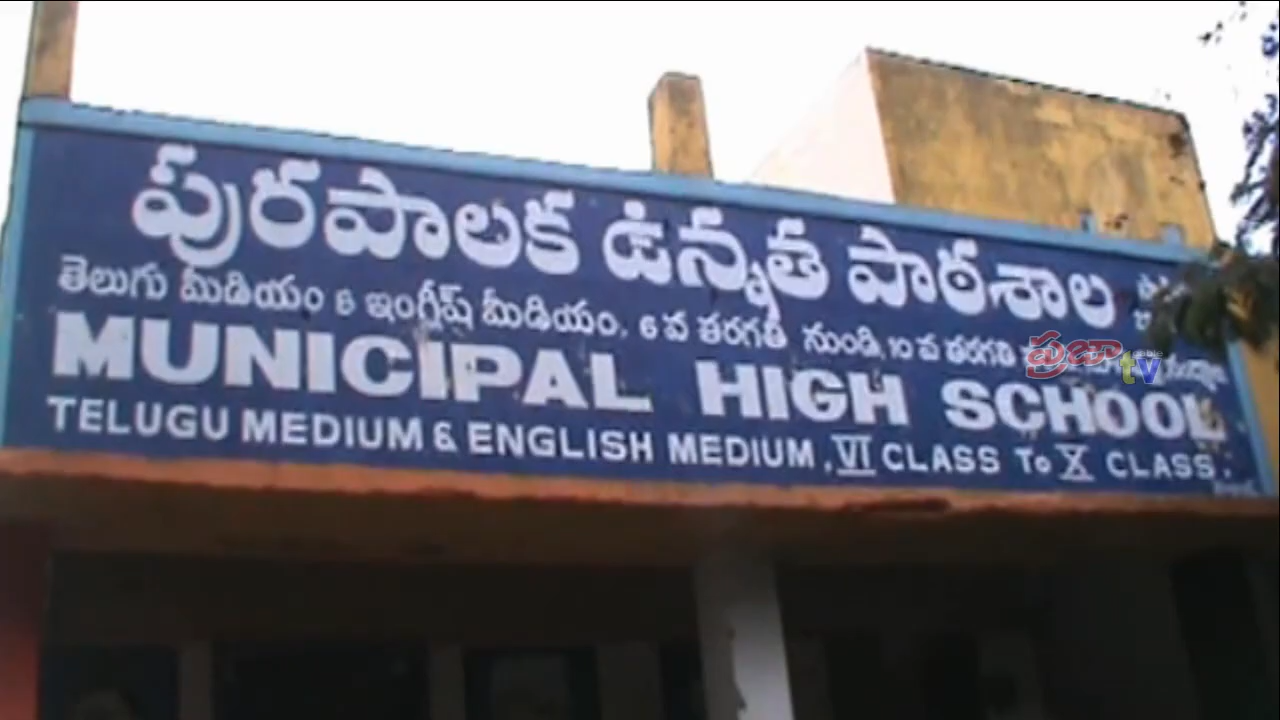 పురపాలక ఉన్నత పాఠశాల
తెలుగు మీడియం & ఇంగ్లీష్ మీడియం, 6 వ తరగతి నుండి, 10 వ తరగతి
MUNICIPAL HIGH SCHOOL
TELUGU MEDIUM & ENGLISH MEDIUM, VI CLASS To X CLASS,
ప్రజా
tv